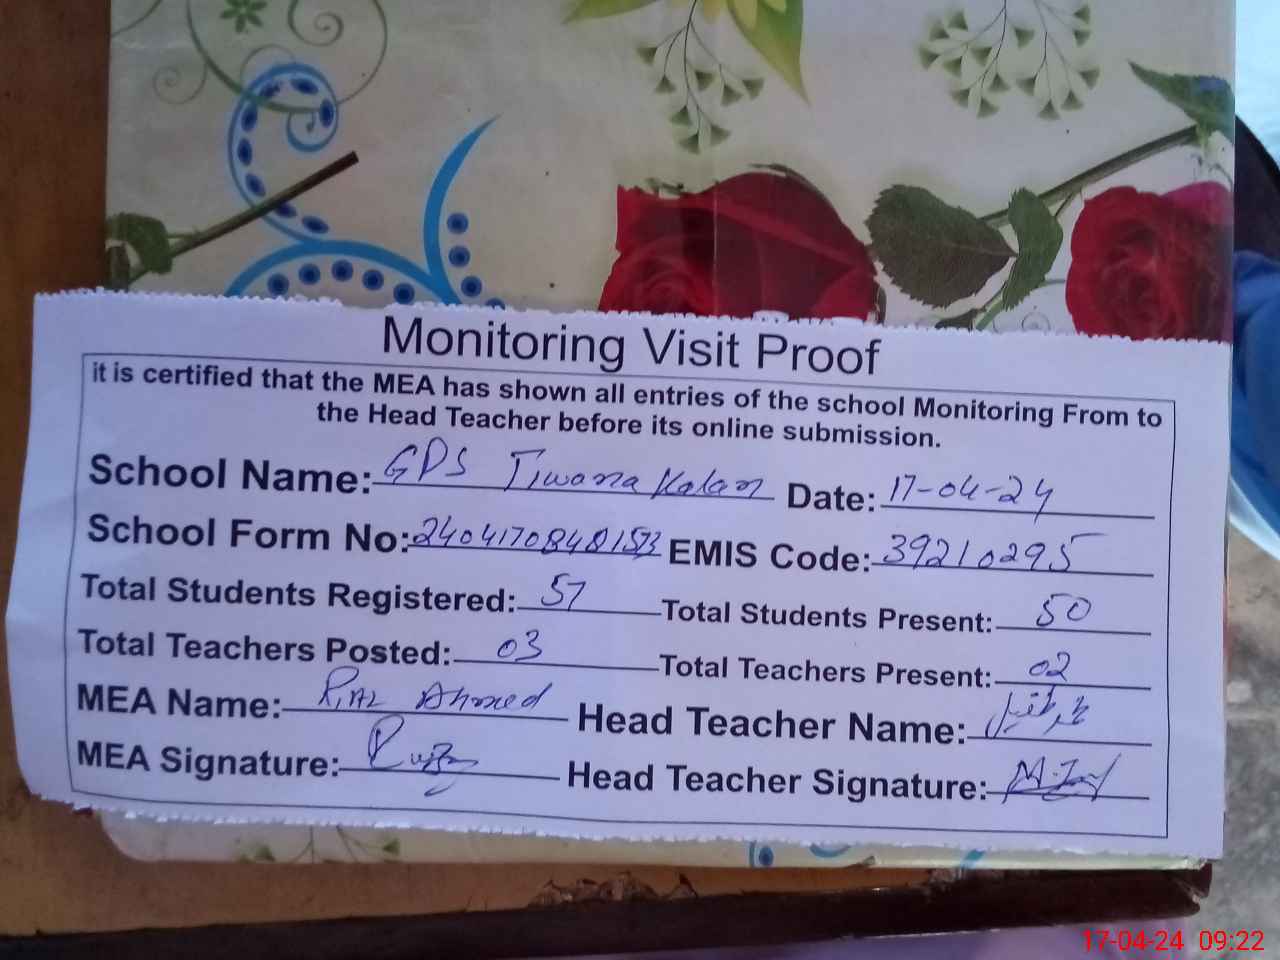 Monitoring Visit Proof
it is certified that the MEA has shown all entries of the school Monitoring From to
the Head Teacher before its online submission.
School Name: GPS Tiwana Kalan Date: 17-04-24
School Form No: 24041708481573 EMIS Code: 39210295
Total Students Registered: 57 Total Students Present: 50
Total Teachers Posted: 03 Total Teachers Present: 02
MEA Name: Riaz Ahmed Head Teacher Name:
MEA Signature: Head Teacher Signature:
17-04-24 09:22